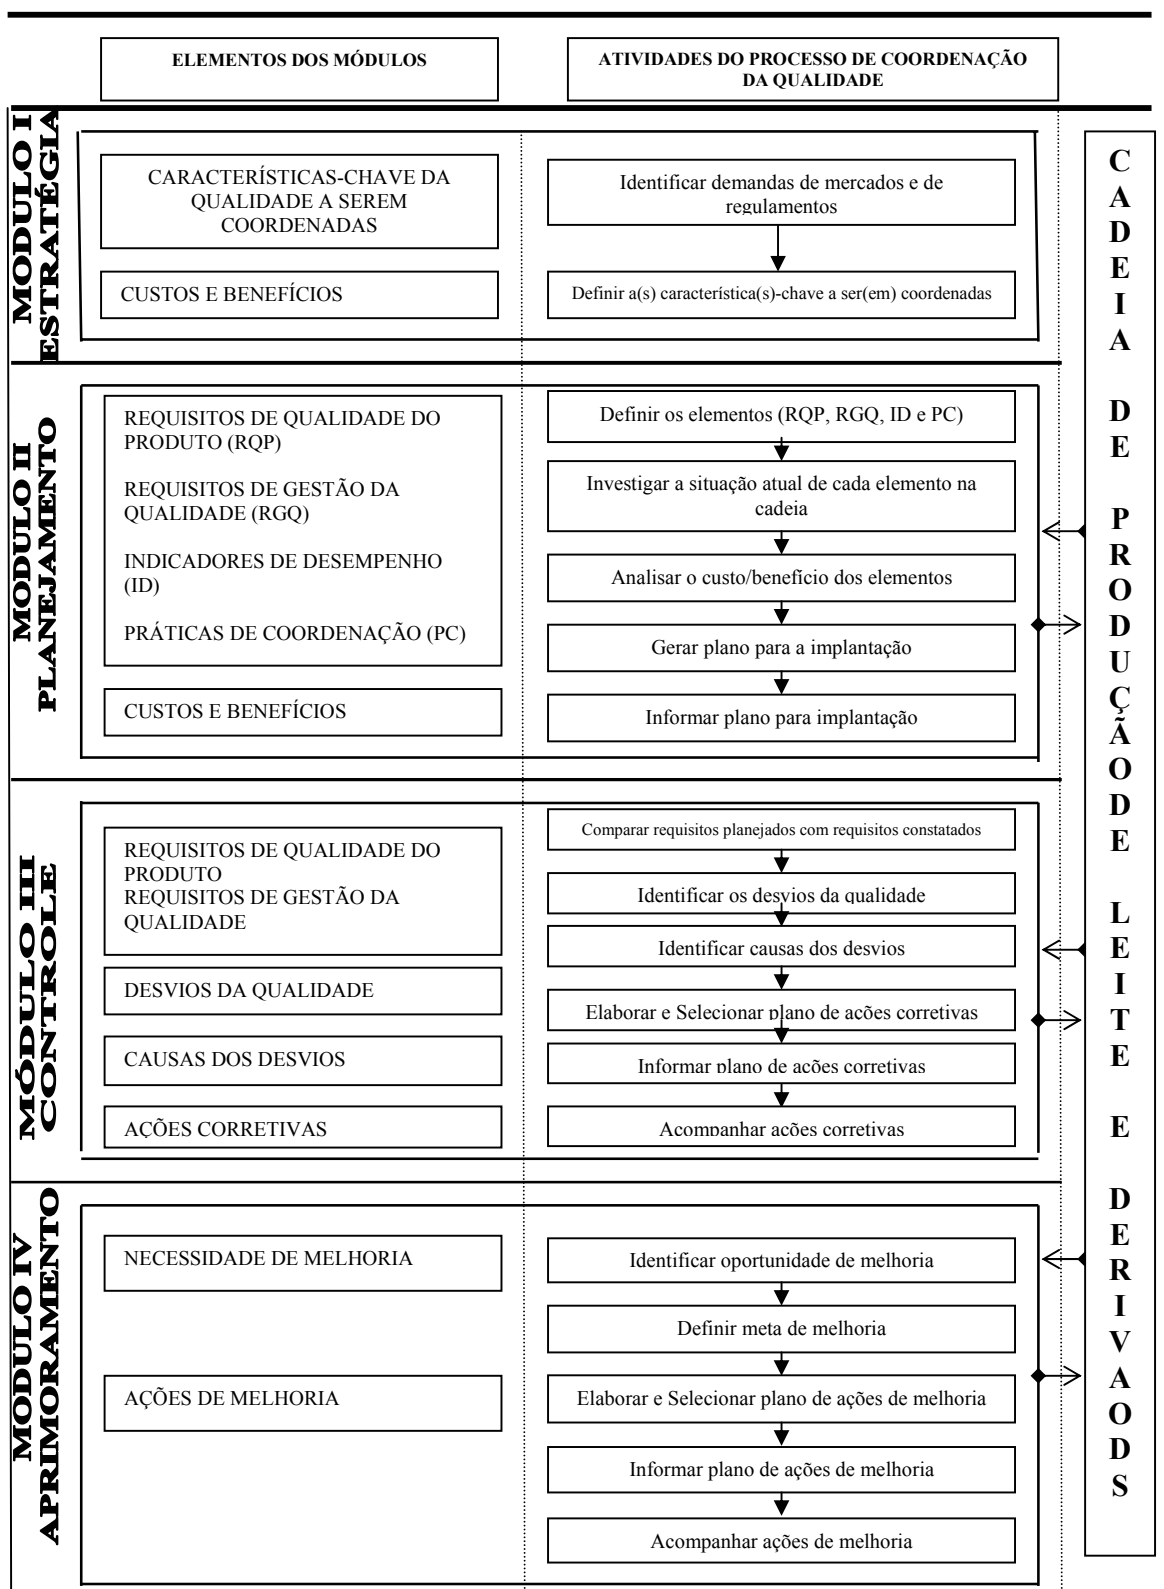 ELEMENTOS DOS MÓDULOS
ATIVIDADES DO PROCESSO DE COORDENAÇÃO
DA QUALIDADE
MODULO I
ESTRATÉGIA
CARACTERÍSTICAS-CHAVE DA
QUALIDADE A SEREM
COORDENADAS
CUSTOS E BENEFÍCIOS
Identificar demandas de mercados e de
regulamentos
Definir a(s) característica(s)-chave a ser(em) coordenadas
MODULO II
PLANEJAMENTO
REQUISITOS DE QUALIDADE DO
PRODUTO (RQP)
REQUISITOS DE GESTÃO DA
QUALIDADE (RGQ)
INDICADORES DE DESEMPENHO
(ID)
PRÁTICAS DE COORDENAÇÃO (PC)
CUSTOS E BENEFÍCIOS
Definir os elementos (RQP, RGQ, ID e PC)
Investigar a situação atual de cada elemento na
cadeia
Analisar o custo/benefício dos elementos
Gerar plano para a implantação
Informar plano para implantação
MÓDULO III
CONTROLE
REQUISITOS DE QUALIDADE DO
PRODUTO
REQUISITOS DE GESTÃO DA
QUALIDADE
DESVIOS DA QUALIDADE
CAUSAS DOS DESVIOS
AÇÕES CORRETIVAS
Comparar requisitos planejados com requisitos constatados
Identificar os desvios da qualidade
Identificar causas dos desvios
Elaborar e Selecionar plano de ações corretivas
Informar plano de ações corretivas
Acompanhar ações corretivas
MODULO IV
APRIMORAMENTO
NECESSIDADE DE MELHORIA
AÇÕES DE MELHORIA
Identificar oportunidade de melhoria
Definir meta de melhoria
Elaborar e Selecionar plano de ações de melhoria
Informar plano de ações de melhoria
Acompanhar ações de melhoria
CADEIA DE PRODUÇÃODE LEITE E DERIVAODS